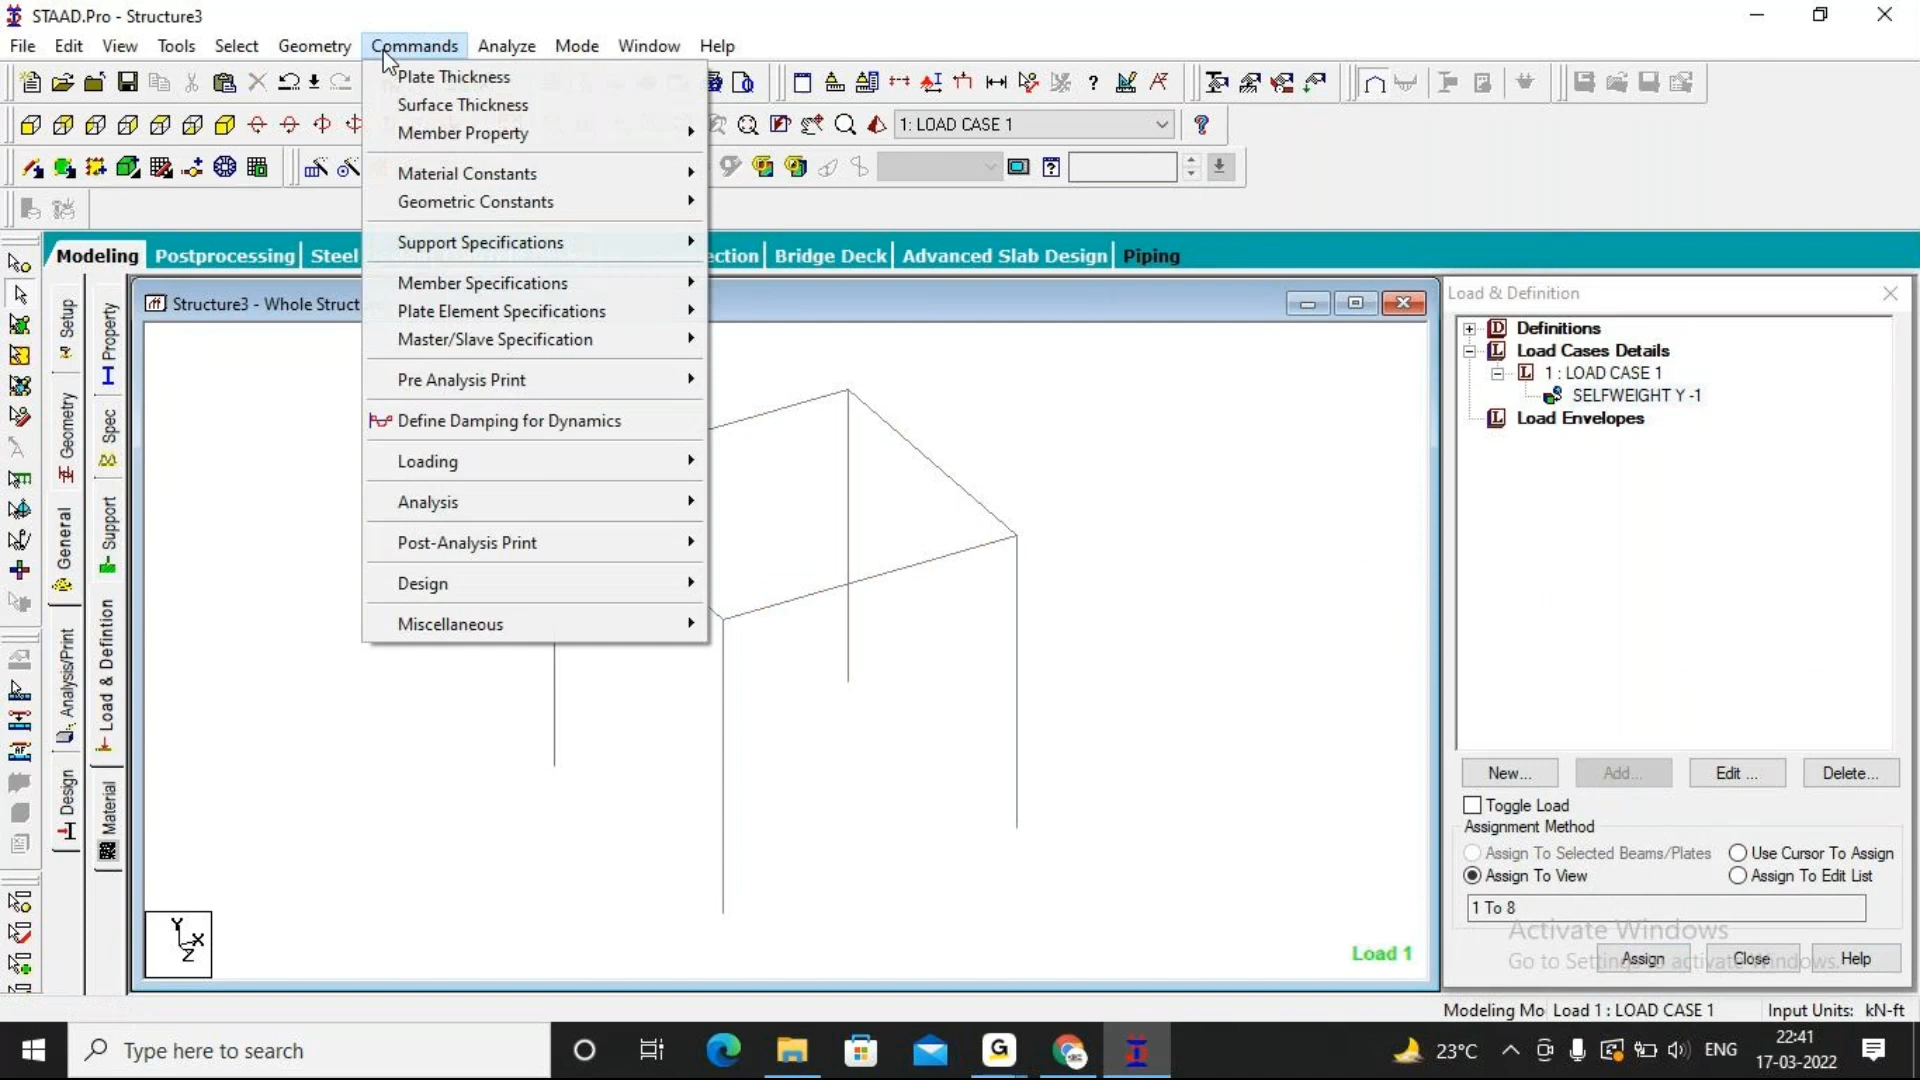 STAAD.Pro - Structure3
File Edit View Tools Select Geometry Commands Analyze Mode Window Help
1: LOAD CASE 1
Plate Thickness
Surface Thickness
Member Property
Material Constants
Geometric Constants
Support Specifications
Member Specifications
Plate Element Specifications
Master/Slave Specification
Pre Analysis Print
Define Damping for Dynamics
Loading
Analysis
Post-Analysis Print
Design
Miscellaneous
Modeling Postprocessing Steel ection Bridge Deck Advanced Slab Design Piping
Setup
Geometry
General
Analysis/Print
Design
Property
Spec
Support
Load & Definition
Material
Structure3 - Whole Struct
Y
X
Z
Load 1
Load & Definition
Definitions
Load Cases Details
1 : LOAD CASE 1
SELFWEIGHT Y -1
Load Envelopes
New... Add... Edit ... Delete...
Toggle Load
Assignment Method
Assign To Selected Beams/Plates Use Cursor To Assign
Assign To View Assign To Edit List
1 To 8
Activate Windows
Go to Settings to activate Windows.
Assign Close Help
Modeling Mo Load 1 : LOAD CASE 1 Input Units: kN-ft
Type here to search
23°C ENG
22:41
17-03-2022